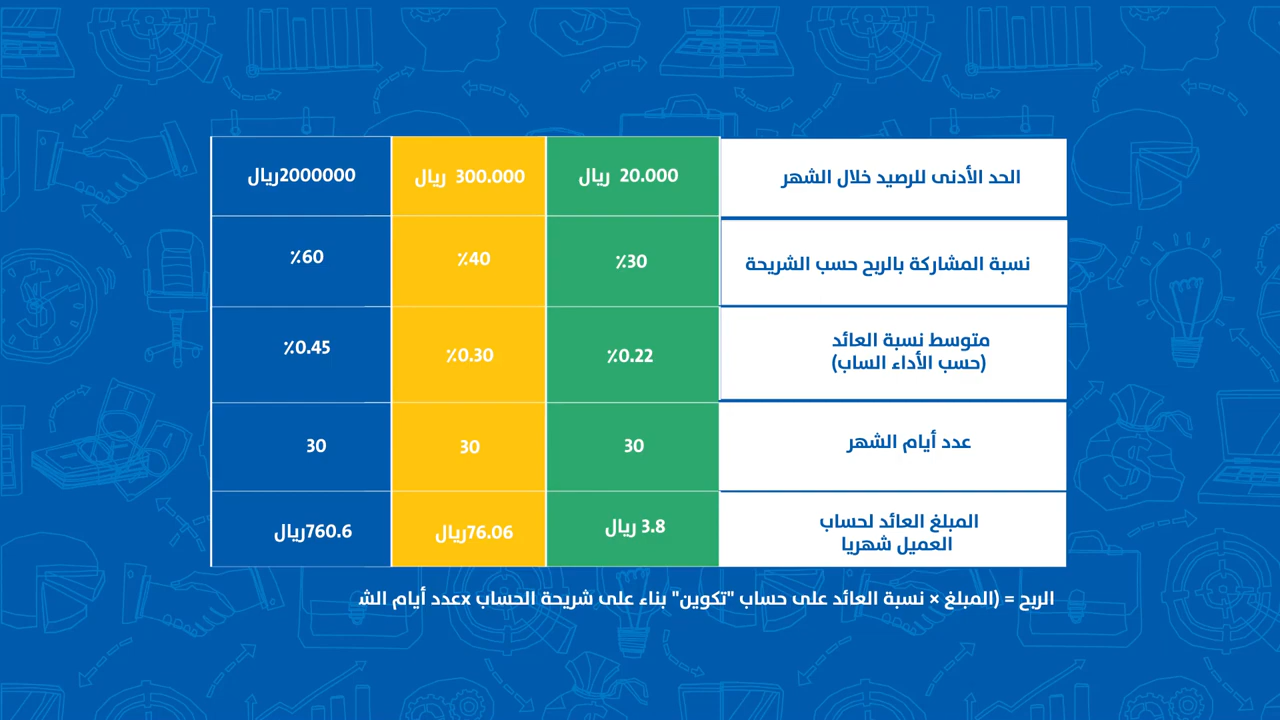 الحد الأدنى للرصيد خلال الشهر 20.000 ريال 300.000 ريال 2000000ريال
نسبة المشاركة بالربح حسب الشريحة 30٪ 40٪ 60٪
متوسط نسبة العائد
(حسب الأداء الساب) 0.22٪ 0.30٪ 0.45٪
عدد أيام الشهر 30 30 30
المبلغ العائد لحساب
العميل شهريا 3.8 ريال 76.06ريال 760.6ريال
الربح = (المبلغ × نسبة العائد على حساب "تكوين" بناء على شريحة الحساب xعدد أيام الش